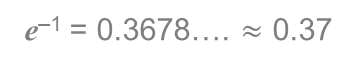 e⁻¹ = 0.3678…. ≈ 0.37